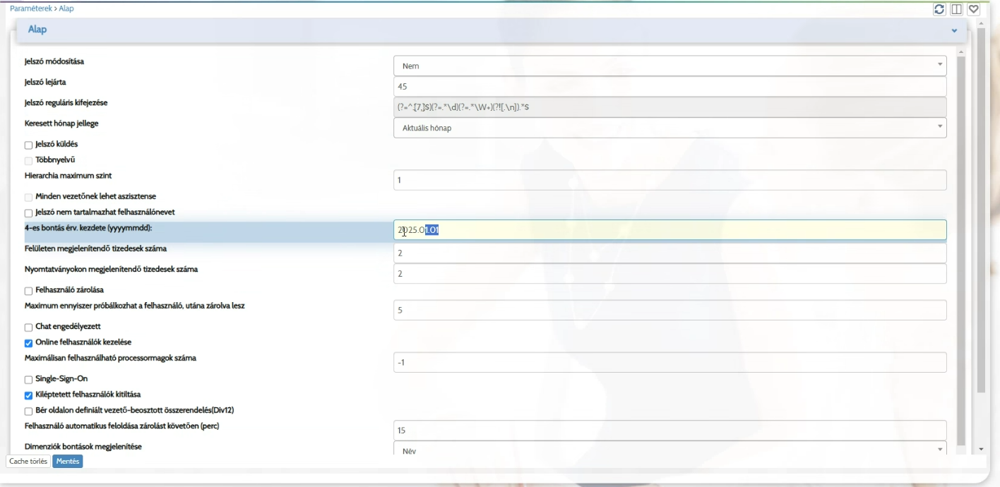 Paraméterek > Alap
Alap
Jelszó módosítása
Nem
Jelszó lejárta
45
Jelszó reguláris kifejezése
(?=^.[7,]$)(?=.*\d)(?=.*\W+)(?![.\n]).*$
Keresett hónap jellege
Aktuális hónap
Jelszó küldés
Többnyelvű
Hierarchia maximum szint
1
Minden vezetőnek lehet aszisztense
Jelszó nem tartalmazhat felhasználónevet
4-es bontás érv. kezdete (yyyymmdd):
2025.01.01
Felületen megjelenítendő tizedesek száma
2
Nyomtatványokon megjelenítendő tizedesek száma
2
Felhasználó zárolása
Maximum ennyiszer próbálkozhat a felhasználó, utána zárolva lesz
5
Chat engedélyezett
Online felhasználók kezelése
Maximálisan felhasználható processormagok száma
-1
Single-Sign-On
Kiléptetett felhasználók kitiltása
Bér oldalon definiált vezető-beosztott összerendelés(Div12)
Felhasználó automatikus feloldása zárolást követően (perc)
15
Dimenziók bontások megjelenítése
Név
Cache törlés
Mentés